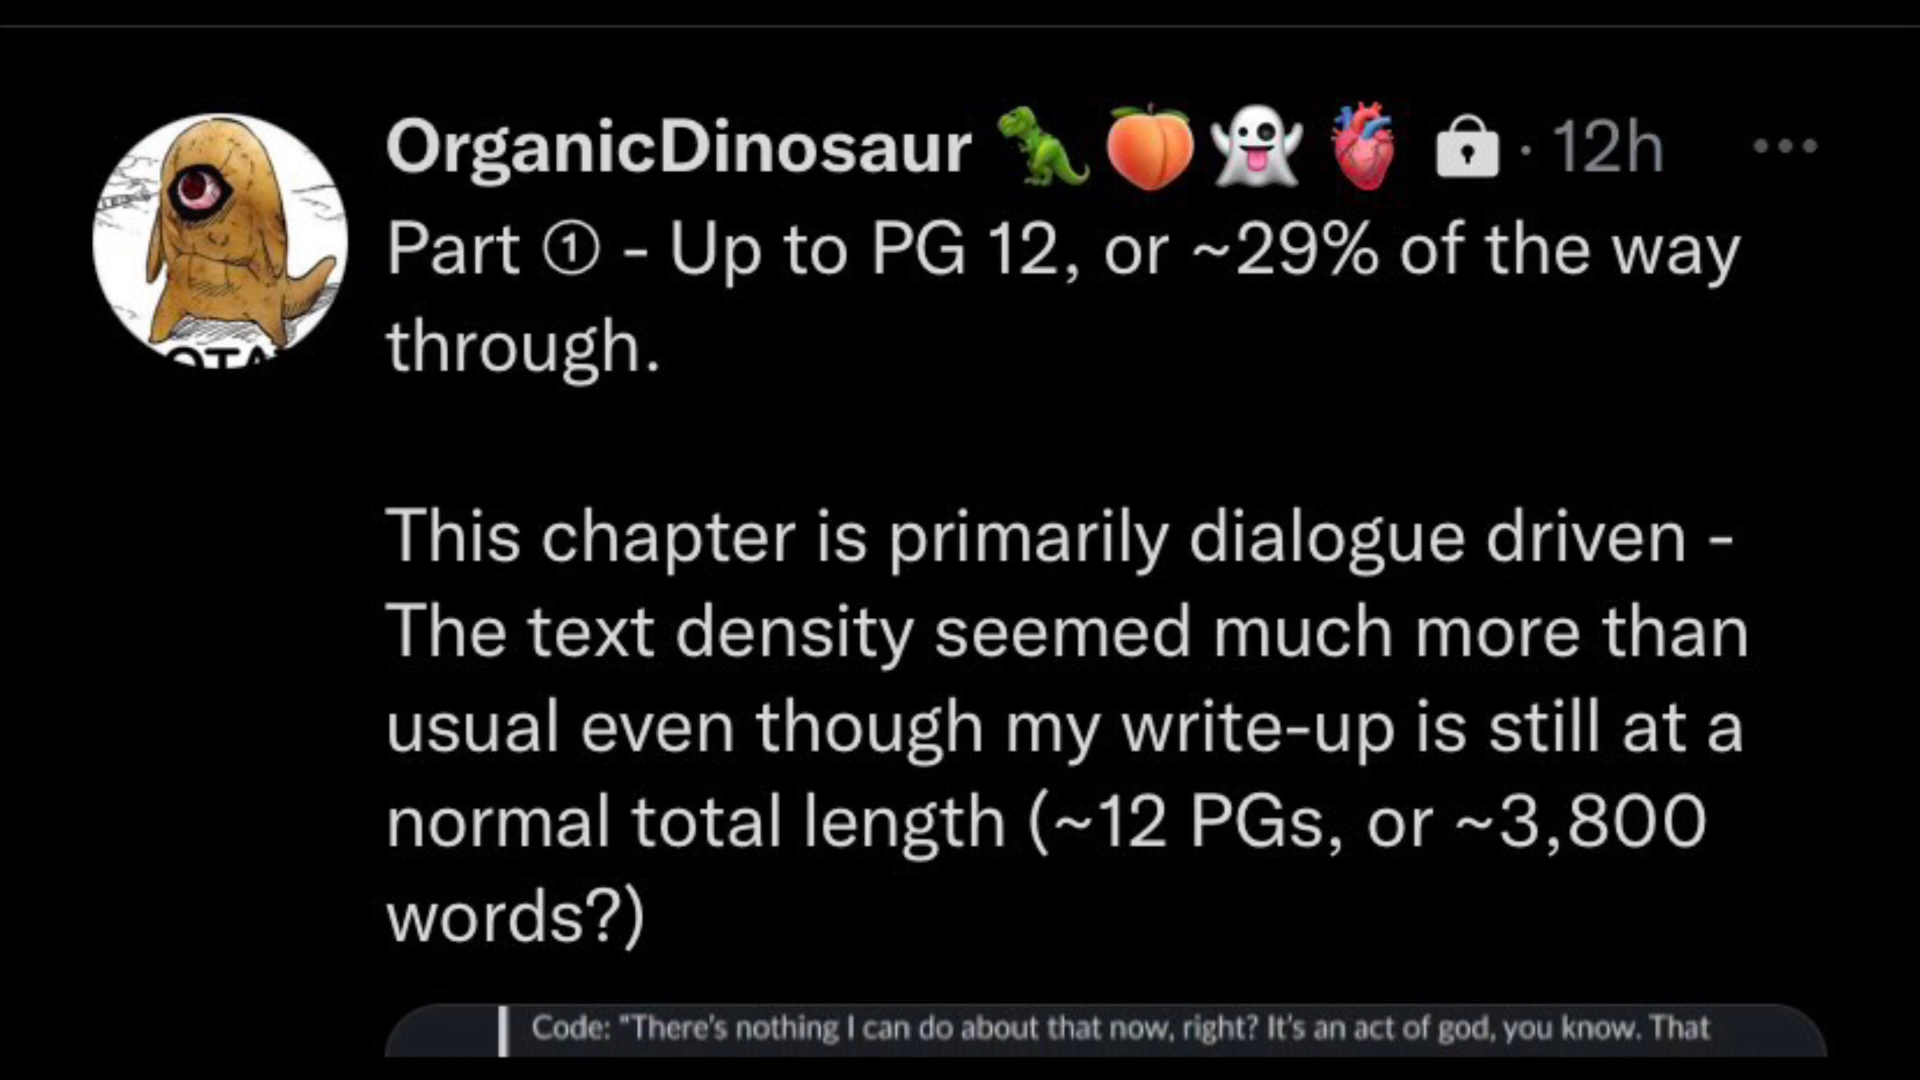 OrganicDinosaur 🦖 🍑 👻 🫀 🔒 · 12h ···
Part ① - Up to PG 12, or ~29% of the way
through.
This chapter is primarily dialogue driven -
The text density seemed much more than
usual even though my write-up is still at a
normal total length (~12 PGs, or ~3,800
words?)
Code: "There's nothing I can do about that now, right? It's an act of god, you know. That